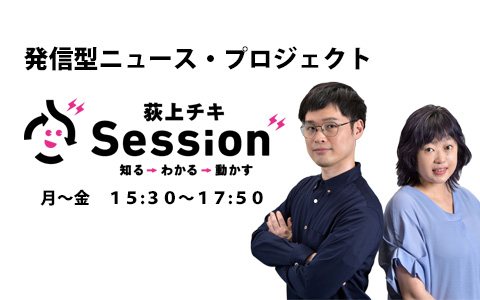 発信型ニュース・プロジェクト
荻上チキ
Session
知る→わかる→動かす
月～金　１５:３０～１７:５０